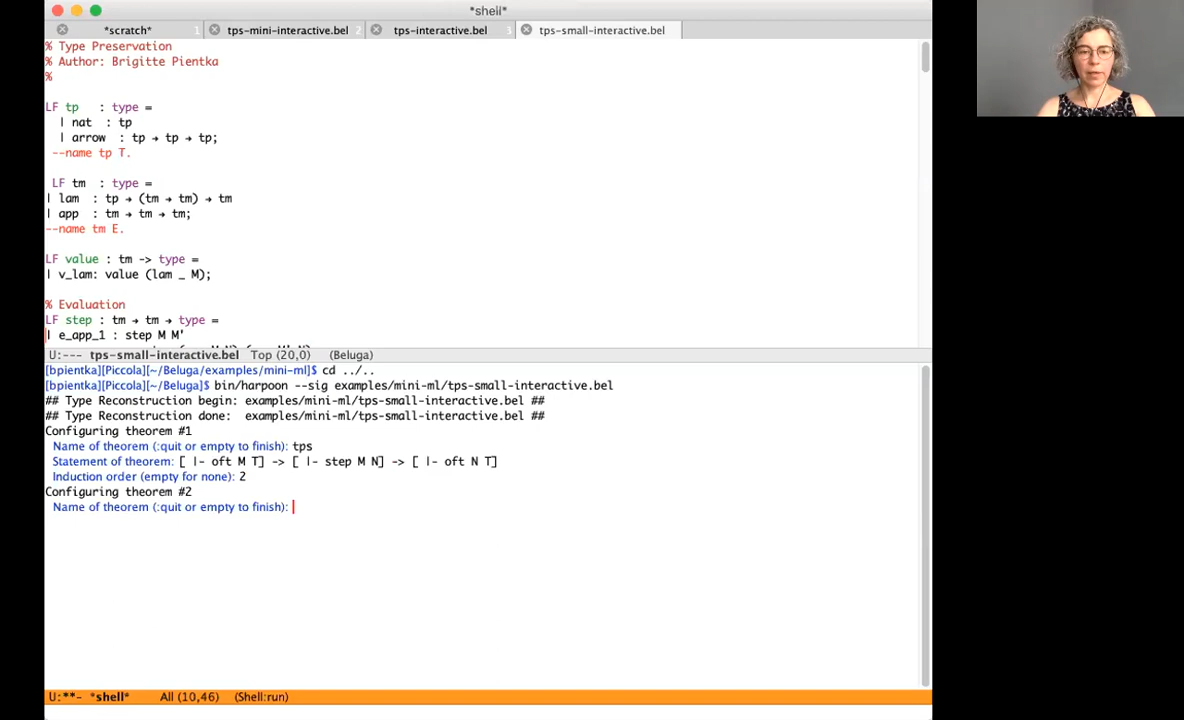 *shell*
*scratch* 1 tps-mini-interactive.bel 2 tps-interactive.bel 3 tps-small-interactive.bel
% Type Preservation
% Author: Brigitte Pientka
%
LF tp : type =
| nat : tp
| arrow : tp → tp → tp;
--name tp T.
LF tm : type =
| lam : tp → (tm → tm) → tm
| app : tm → tm → tm;
--name tm E.
LF value : tm -> type =
| v_lam: value (lam _ M);
% Evaluation
LF step : tm → tm → type =
| e_app_1 : step M M'
U:--- tps-small-interactive.bel Top (20,0) (Beluga)
[bpientka][Piccola][~/Beluga/examples/mini-ml]$ cd ../..
[bpientka][Piccola][~/Beluga]$ bin/harpoon --sig examples/mini-ml/tps-small-interactive.bel
## Type Reconstruction begin: examples/mini-ml/tps-small-interactive.bel ##
## Type Reconstruction done: examples/mini-ml/tps-small-interactive.bel ##
Configuring theorem #1
Name of theorem (:quit or empty to finish): tps
Statement of theorem: [ |- oft M T] -> [ |- step M N] -> [ |- oft N T]
Induction order (empty for none): 2
Configuring theorem #2
Name of theorem (:quit or empty to finish):
U:**- *shell* All (10,46) (Shell:run)